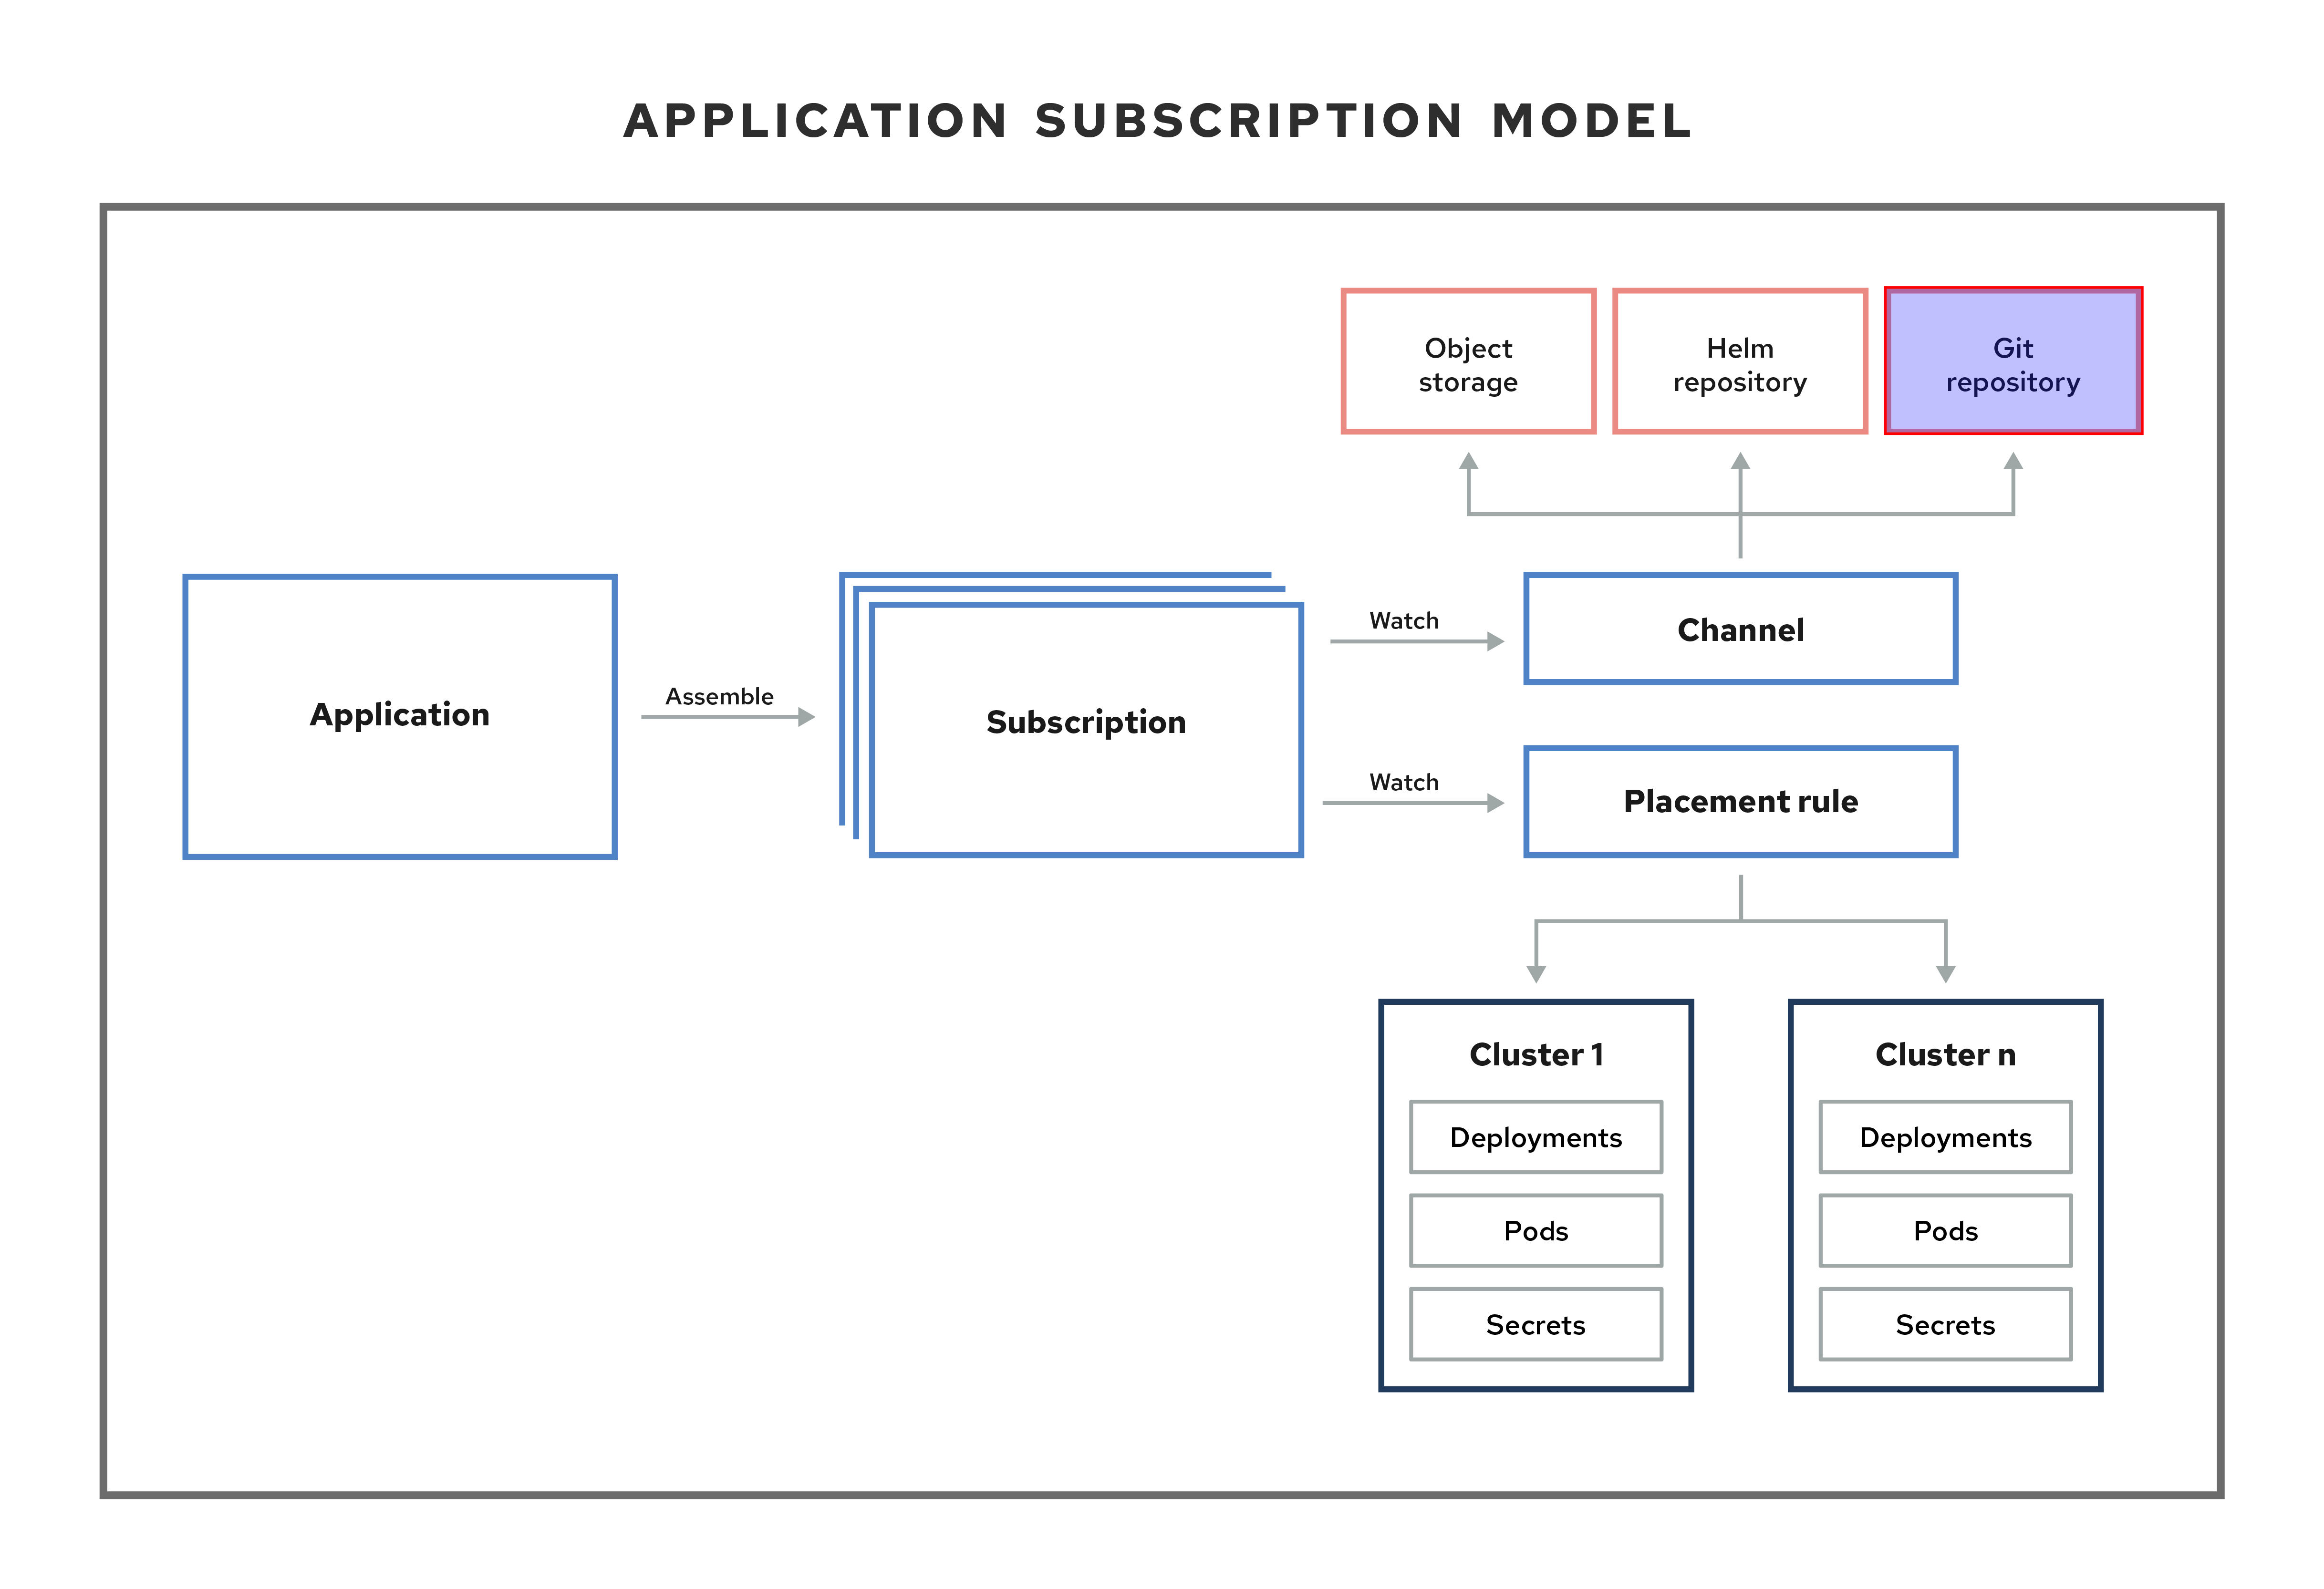 APPLICATION SUBSCRIPTION MODEL
Object
storage
Helm
repository
Git
repository
Application
Assemble
Subscription
Watch
Channel
Watch
Placement rule
Cluster 1
Deployments
Pods
Secrets
Cluster n
Deployments
Pods
Secrets